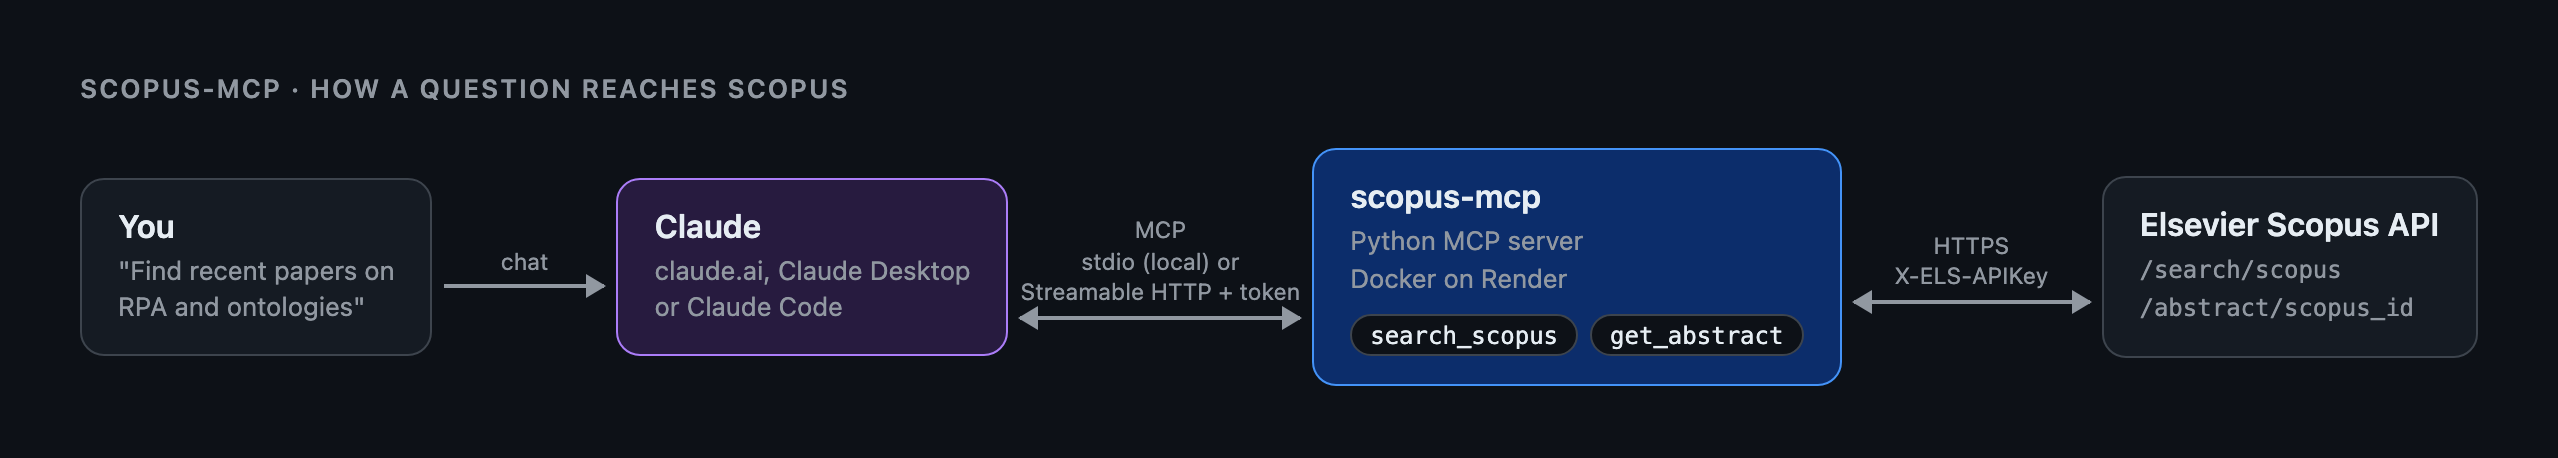 SCOPUS-MCP · HOW A QUESTION REACHES SCOPUS
You
"Find recent papers on
RPA and ontologies"
chat
Claude
claude.ai, Claude Desktop
or Claude Code
MCP
stdio (local) or
Streamable HTTP + token
scopus-mcp
Python MCP server
Docker on Render
search_scopus
get_abstract
HTTPS
X-ELS-APIKey
Elsevier Scopus API
/search/scopus
/abstract/scopus_id